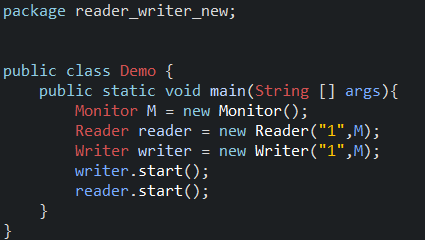 package reader_writer_new;
public class Demo {
public static void main(String [] args){
Monitor M = new Monitor();
Reader reader = new Reader("1",M);
Writer writer = new Writer("1",M);
writer.start();
reader.start();
}
}